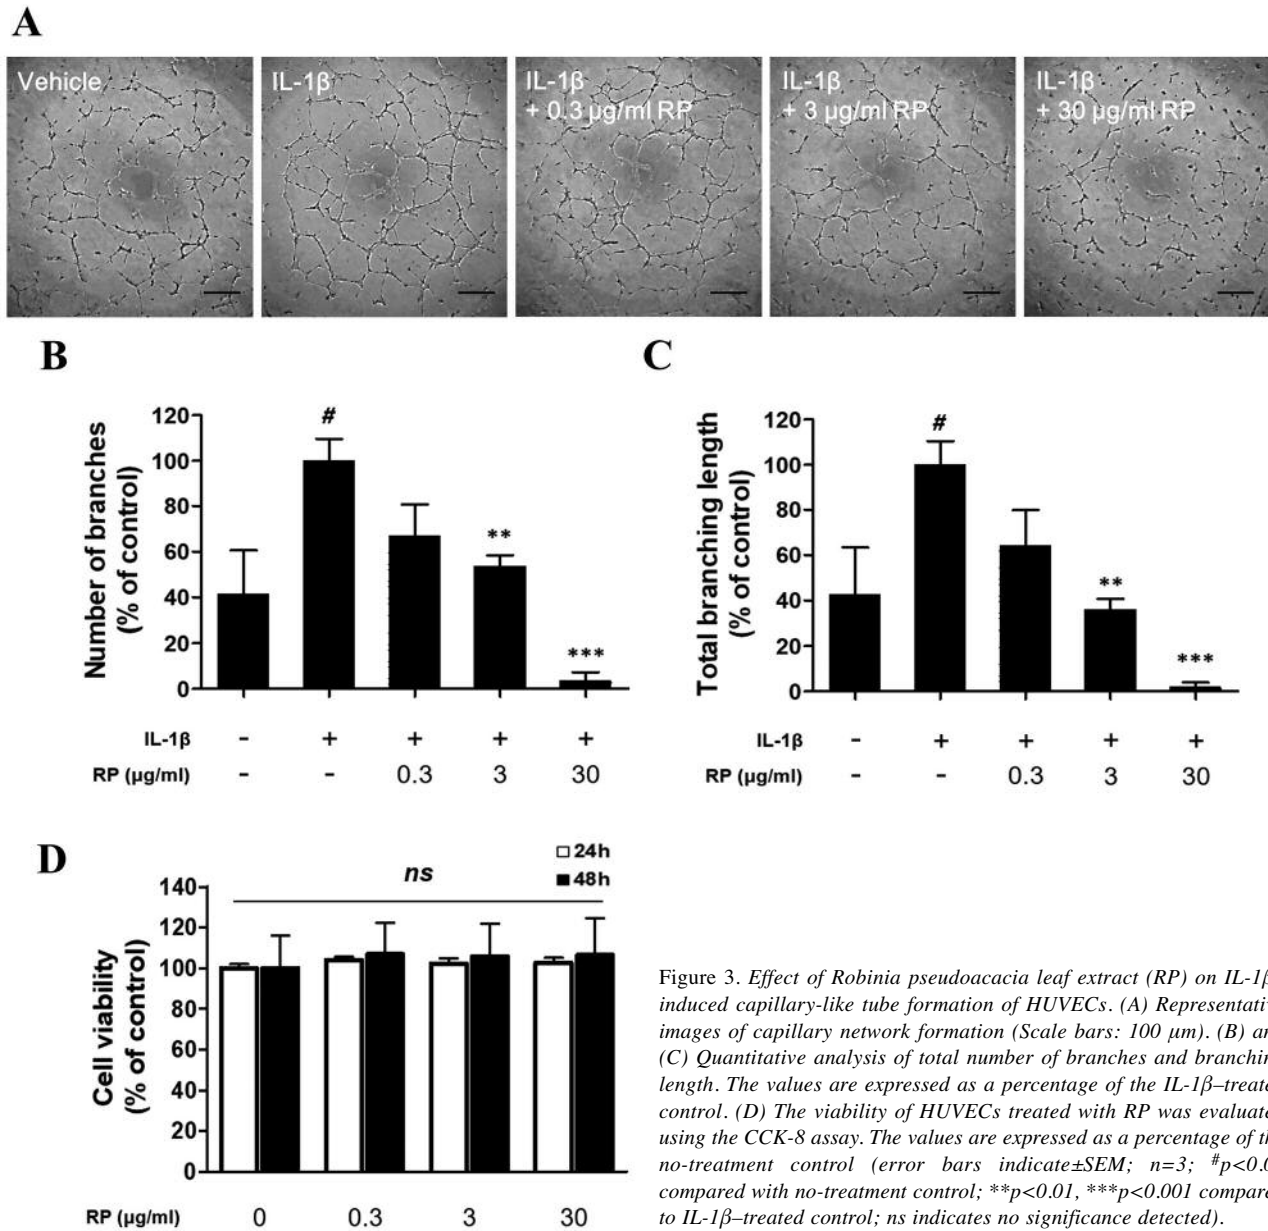 A
Vehicle
IL-1β
IL-1β
+ 0.3 µg/ml RP
IL-1β
+ 3 µg/ml RP
IL-1β
+ 30 µg/ml RP
B
Number of branches
(% of control)
120
100
80
60
40
20
0
#
**
***
IL-1β - + + + +
RP (µg/ml) - - 0.3 3 30
C
Total branching length
(% of control)
120
100
80
60
40
20
0
#
**
***
IL-1β - + + + +
RP (µg/ml) - - 0.3 3 30
D
Cell viability
(% of control)
140
120
100
80
60
40
20
0
ns
24h
48h
RP (µg/ml) 0 0.3 3 30
Figure 3. Effect of Robinia pseudoacacia leaf extract (RP) on IL-1β
induced capillary-like tube formation of HUVECs. (A) Representativ
images of capillary network formation (Scale bars: 100 µm). (B) an
(C) Quantitative analysis of total number of branches and branchin
length. The values are expressed as a percentage of the IL-1β–treate
control. (D) The viability of HUVECs treated with RP was evaluate
using the CCK-8 assay. The values are expressed as a percentage of th
no-treatment control (error bars indicate±SEM; n=3; #p<0.0
compared with no-treatment control; **p<0.01, ***p<0.001 compare
to IL-1β–treated control; ns indicates no significance detected).